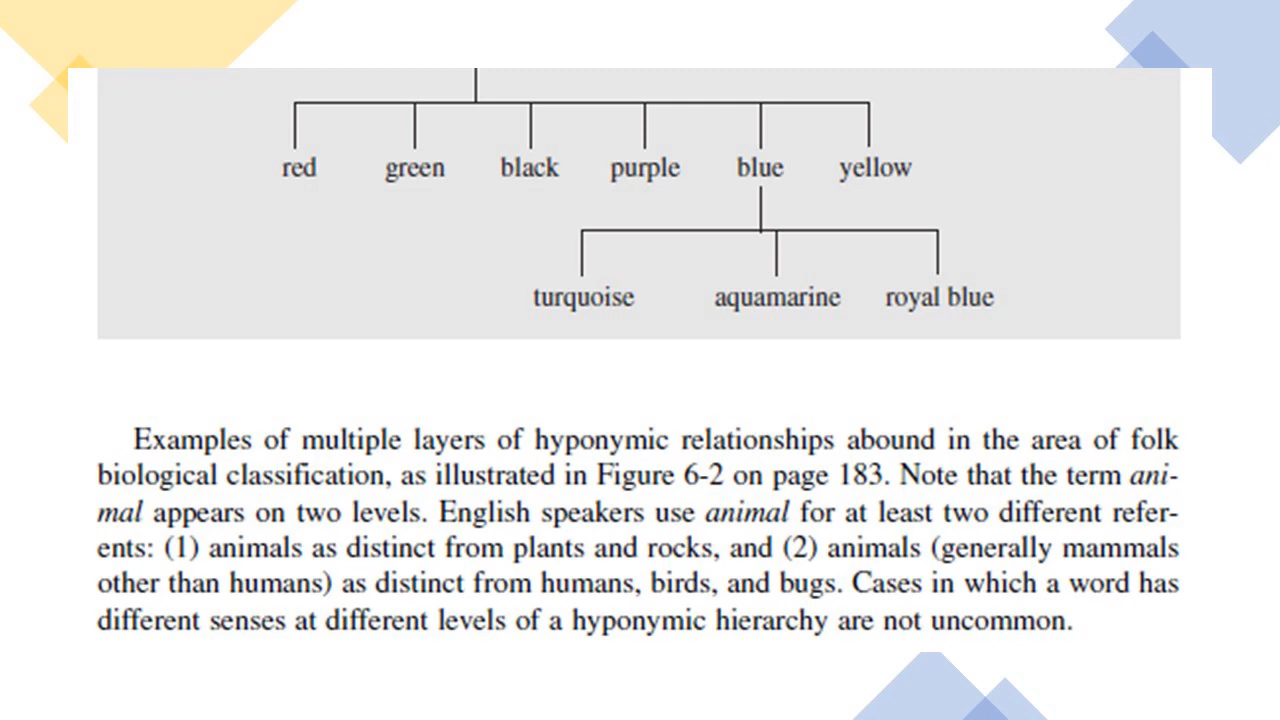 red green black purple blue yellow
turquoise aquamarine royal blue
Examples of multiple layers of hyponymic relationships abound in the area of folk
biological classification, as illustrated in Figure 6-2 on page 183. Note that the term ani-
mal appears on two levels. English speakers use animal for at least two different refer-
ents: (1) animals as distinct from plants and rocks, and (2) animals (generally mammals
other than humans) as distinct from humans, birds, and bugs. Cases in which a word has
different senses at different levels of a hyponymic hierarchy are not uncommon.